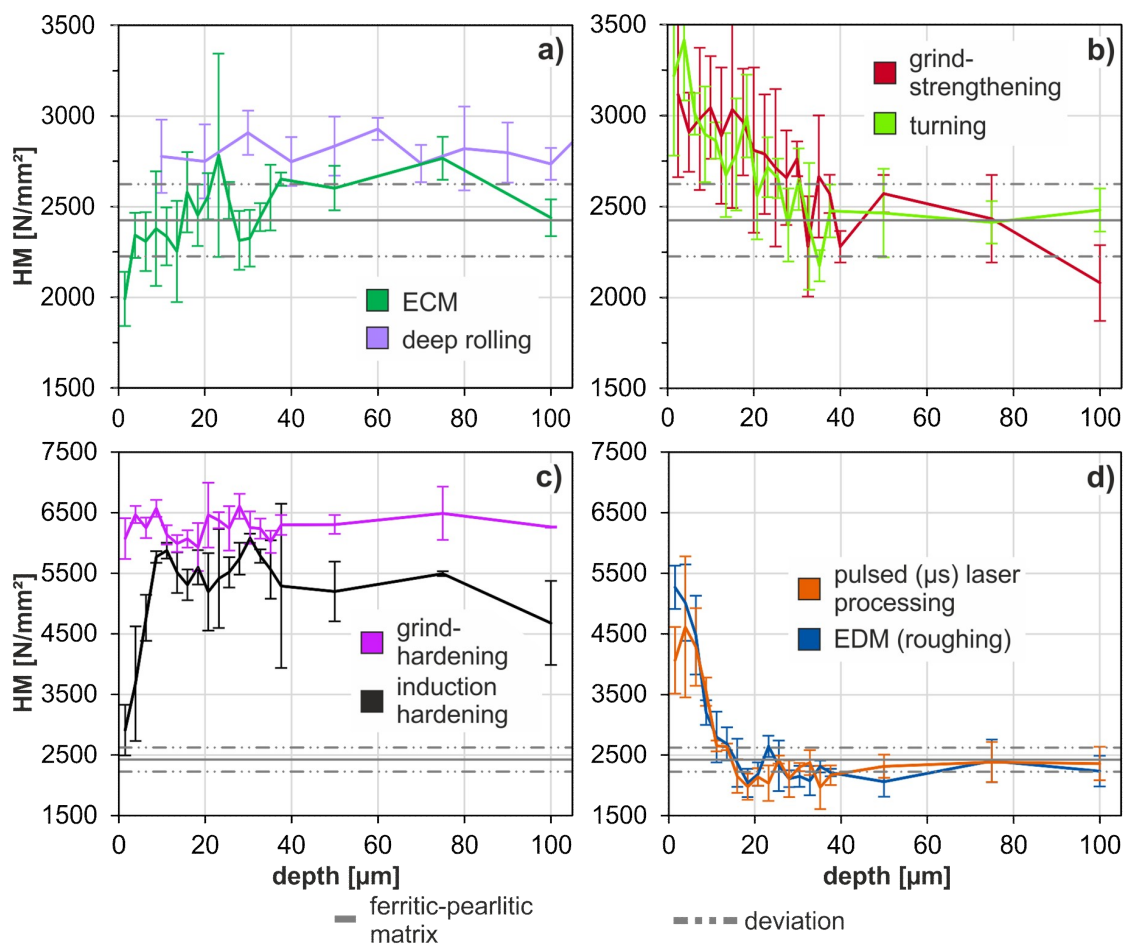 3500
3000
2500
2000
1500
HM [N/mm²]
a)
ECM
deep rolling
0 20 40 60 80 100
3500
3000
2500
2000
1500
HM [N/mm²]
b)
grind-
strengthening
turning
0 20 40 60 80 100
7500
6500
5500
4500
3500
2500
1500
HM [N/mm²]
c)
grind-
hardening
induction
hardening
0 20 40 60 80 100
depth [µm]
7500
6500
5500
4500
3500
2500
1500
d)
pulsed (µs) laser
processing
EDM (roughing)
0 20 40 60 80 100
depth [µm]
ferritic-pearlitic
matrix
deviation